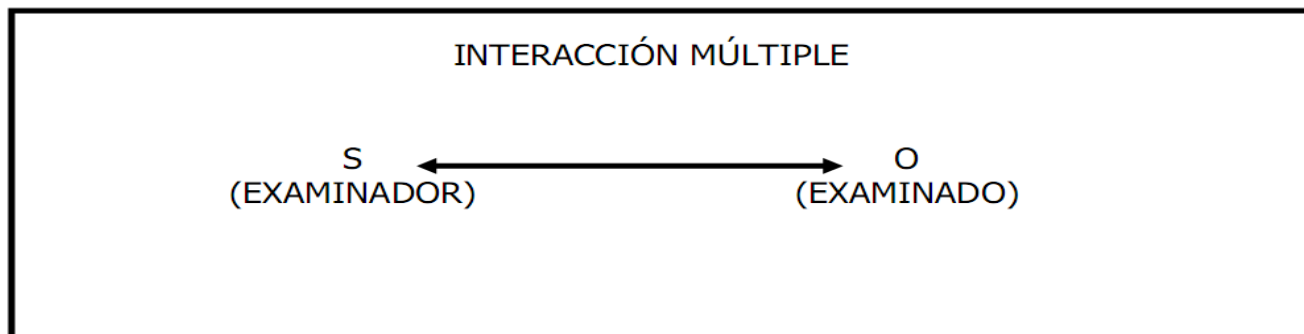 INTERACCIÓN MÚLTIPLE
S O
(EXAMINADOR) (EXAMINADO)